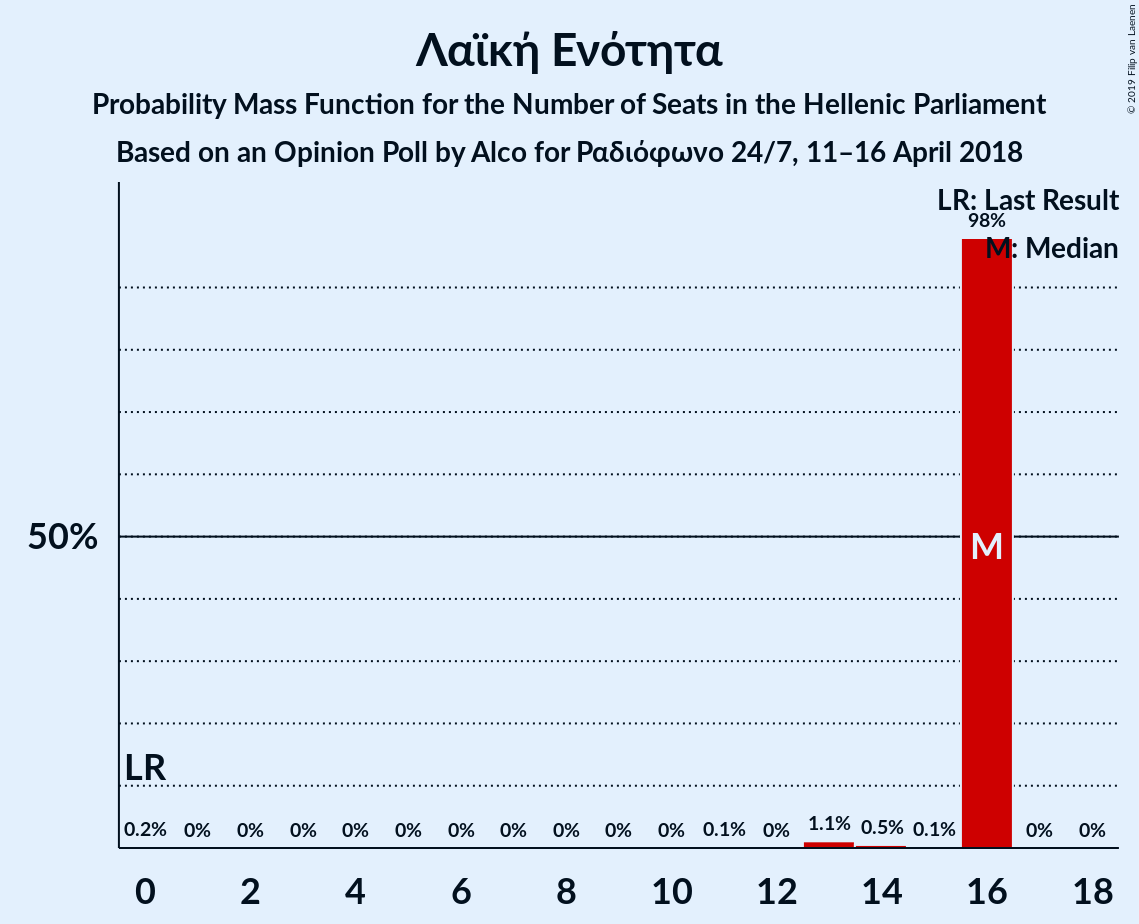 Λαϊκή Ενότητα
Probability Mass Function for the Number of Seats in the Hellenic Parliament
Based on an Opinion Poll by Alco for Ραδιόφωνο 24/7, 11–16 April 2018
© 2019 Filip van Laenen
LR: Last Result
98%
M: Median
50%
M
LR
0.2% 0% 0% 0% 0% 0% 0% 0% 0% 0% 0% 0.1% 0% 1.1% 0.5% 0.1% 0% 0%
0 2 4 6 8 10 12 14 16 18